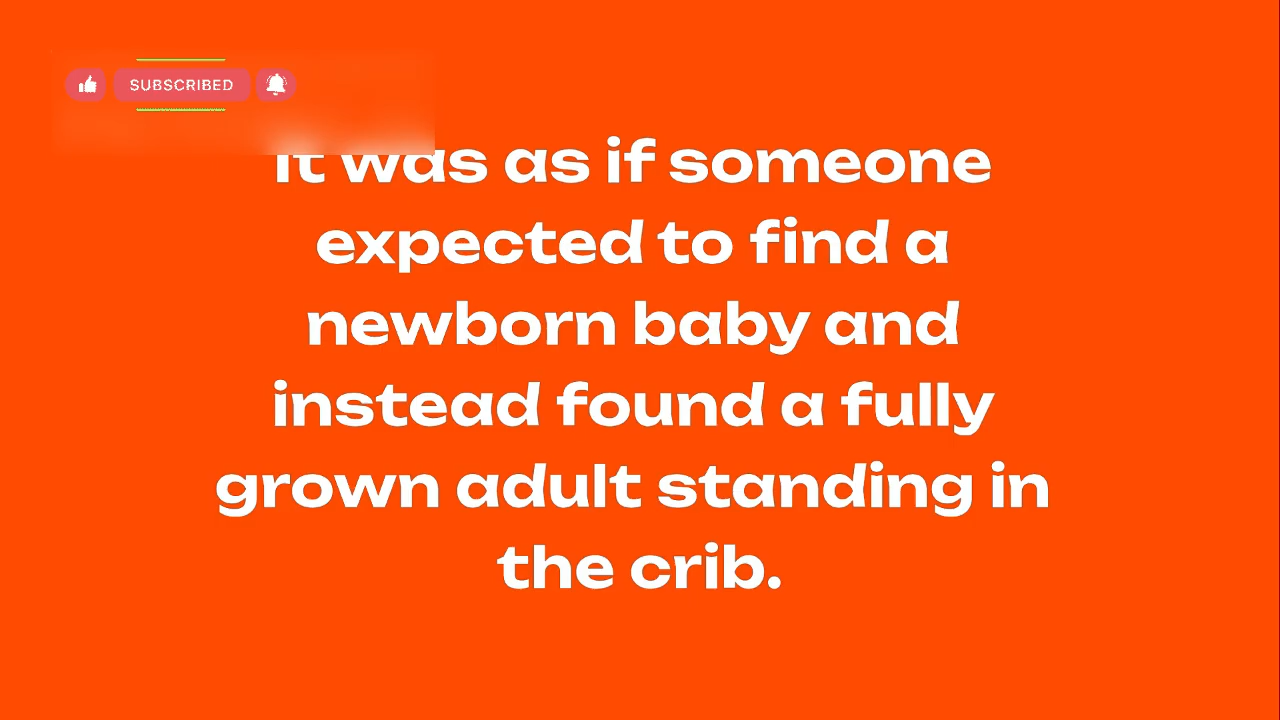 SUBSCRIBED
It was as if someone
expected to find a
newborn baby and
instead found a fully
grown adult standing in
the crib.